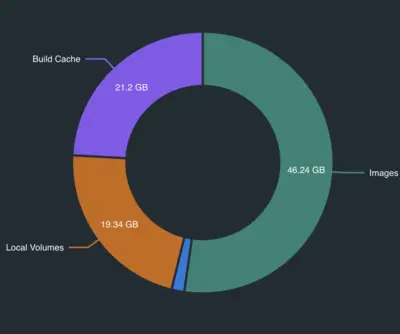 Build Cache
21.2 GB
46.24 GB
Images
19.34 GB
Local Volumes